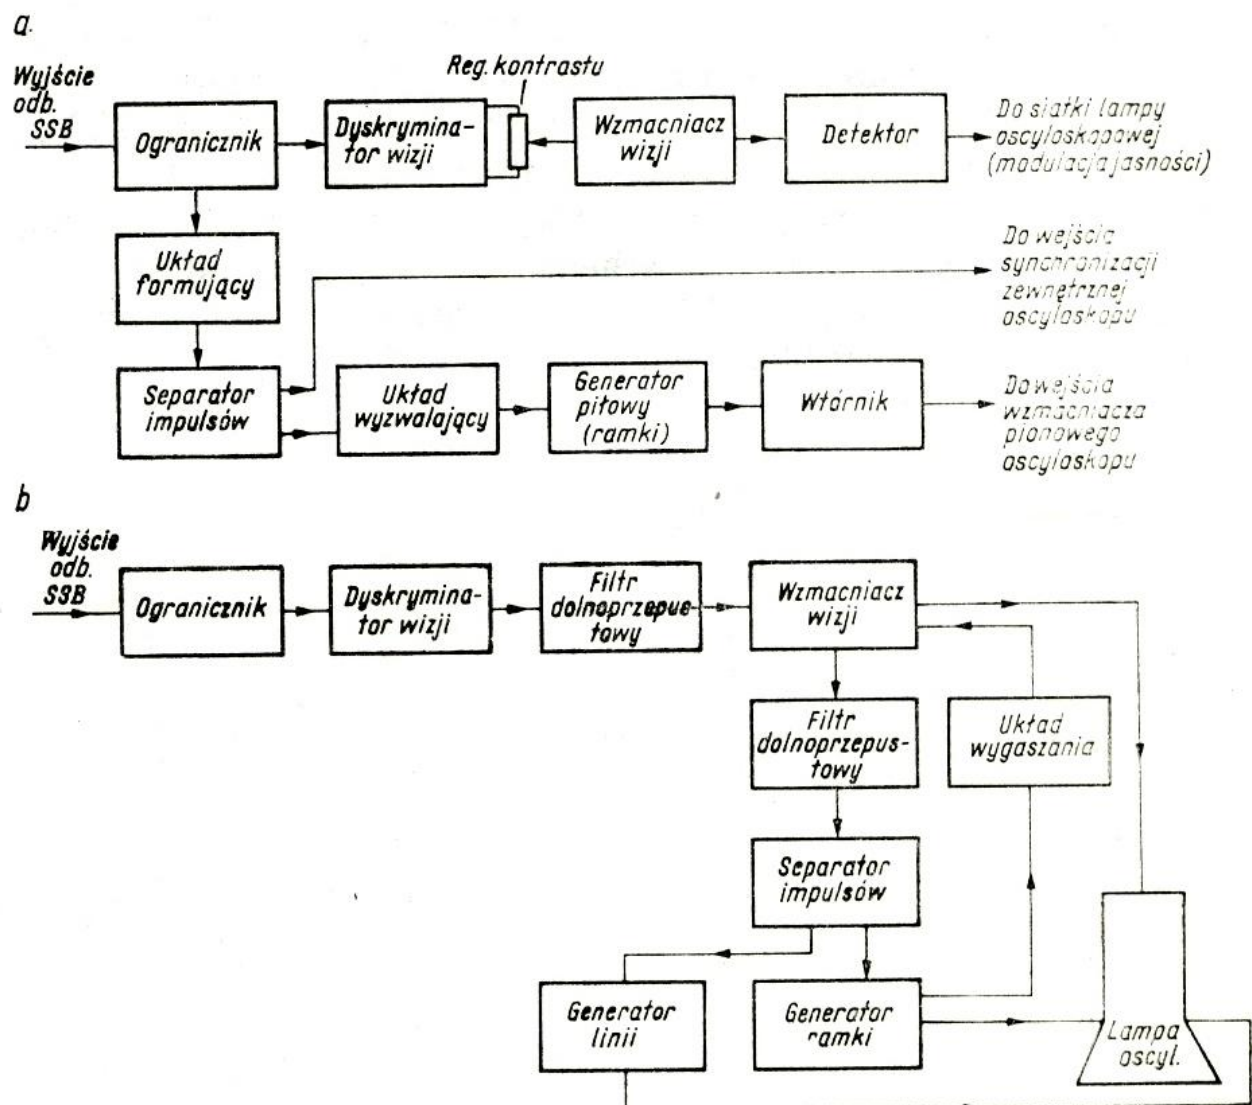 a.
Wyjście
odb.
SSB
Ogranicznik
Dyskrymina-
tor wizji
Reg. kontrastu
Wzmacniacz
wizji
Detektor
Do siatki lampy
oscyloskopowej
(modulacja jasności)
Układ
formujący
Do wejścia
synchronizacji
zewnętrznej
oscyloskopu
Separator
impulsów
Układ
wyzwalający
Generator
piłowy
(ramki)
Wtórnik
Do wejścia
wzmacniacza
pionowego
oscyloskopu
b
Wyjście
odb.
SSB
Ogranicznik
Dyskrymina-
tor wizji
Filtr
dolnoprzepus-
towy
Wzmacniacz
wizji
Filtr
dolnoprzepus-
towy
Układ
wygaszania
Separator
impulsów
Generator
linii
Generator
ramki
Lampa
oscyl.